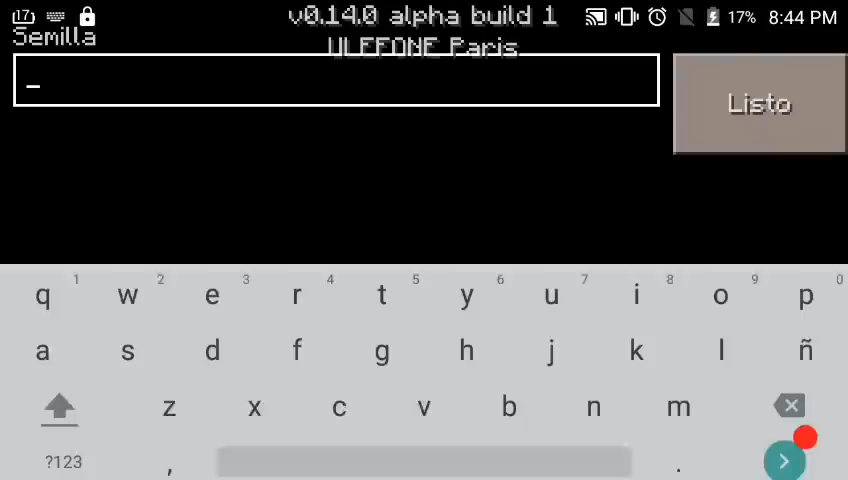 17 v0.14.0 alpha build 1 17% 8:44 PM
Semilla ULEFONE Paris
_ Listo
1 2 3 4 5 6 7 8 9 0
q w e r t y u i o p
a s d f g h j k l ñ
z x c v b n m
?123 , .